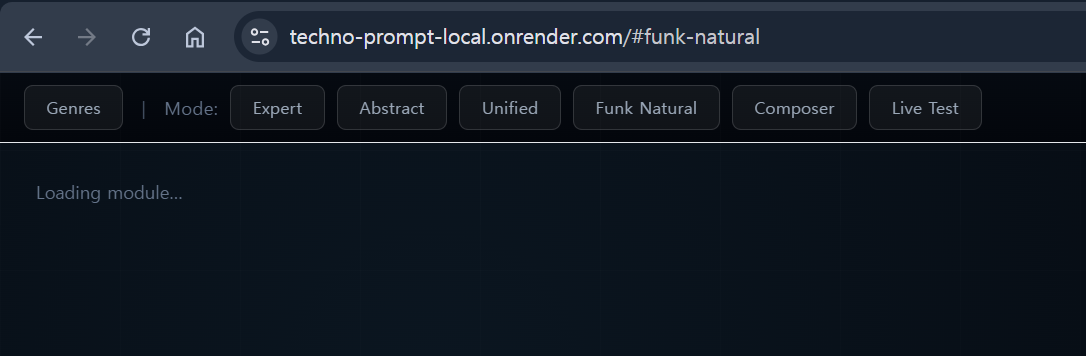 techno-prompt-local.onrender.com/#funk-natural
Genres | Mode: Expert Abstract Unified Funk Natural Composer Live Test
Loading module...